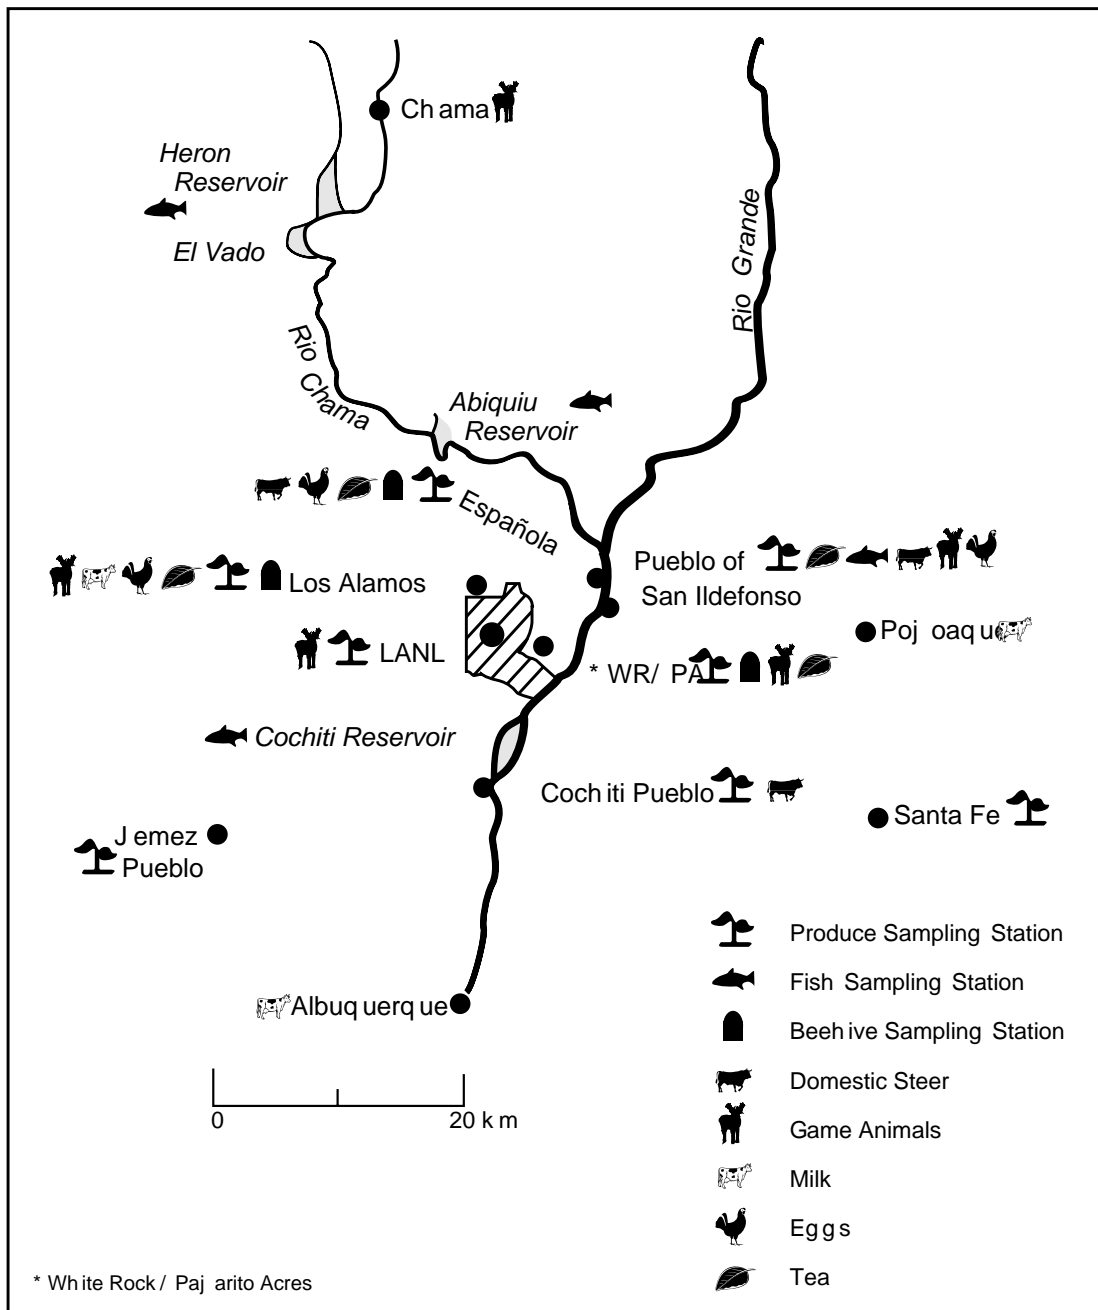 Chama
Heron
Reservoir
El Vado
Rio Grande
Rio Chama
Abiquiu
Reservoir
Española
Pueblo of
San Ildefonso
Los Alamos
Pojoaque
LANL
* WR/ PA
Cochiti Reservoir
Cochiti Pueblo
Santa Fe
Jemez
Pueblo
Albuquerque
0
20 km
Produce Sampling Station
Fish Sampling Station
Beehive Sampling Station
Domestic Steer
Game Animals
Milk
Eggs
Tea
* White Rock / Pajarito Acres